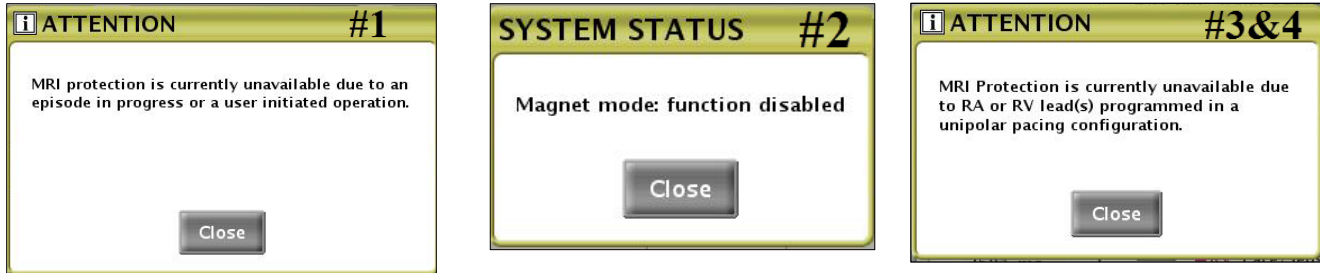 i ATTENTION #1
MRI protection is currently unavailable due to an
episode in progress or a user initiated operation.
Close
SYSTEM STATUS #2
Magnet mode: function disabled
Close
i ATTENTION #3&4
MRI Protection is currently unavailable due
to RA or RV lead(s) programmed in a
unipolar pacing configuration.
Close